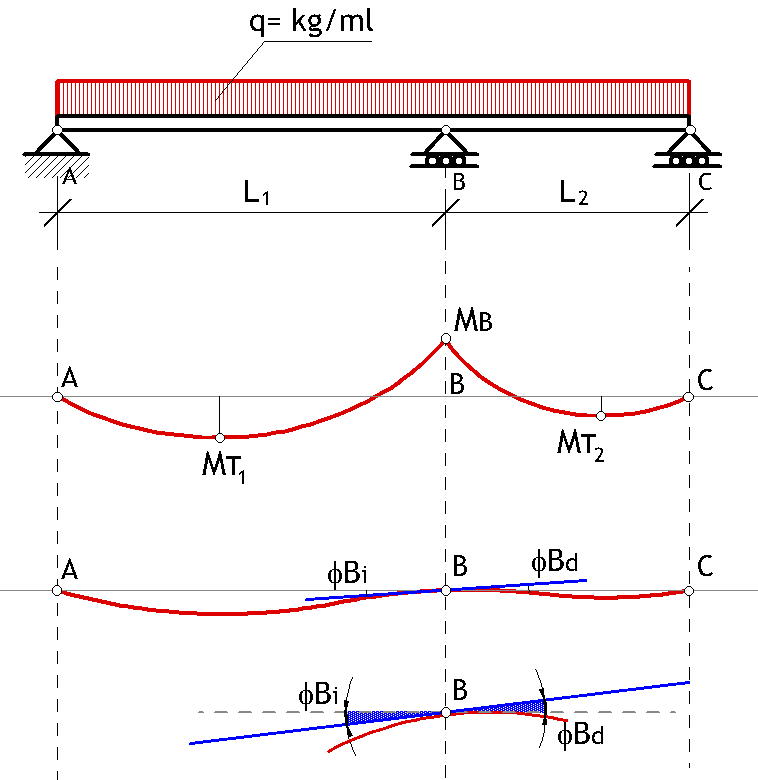 q= kg/ml
A B C
L1 L2
MB
A B C
MT1 MT2
A ϕBi B ϕBd C
ϕBi B
ϕBd